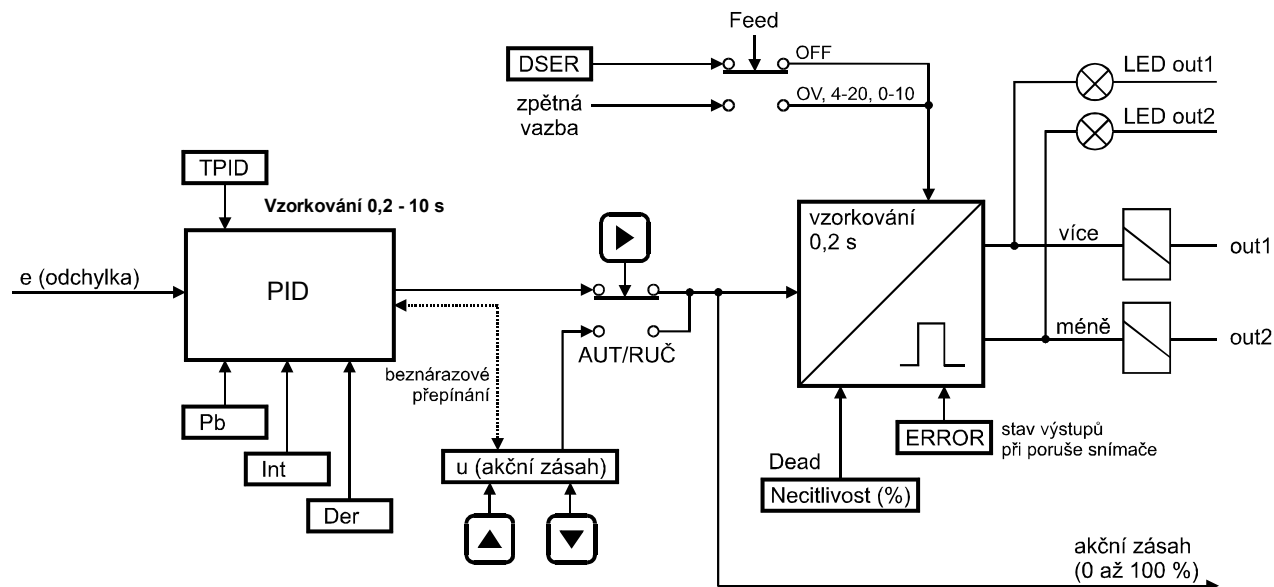 Feed
DSER
OFF
LED out1
zpětná
vazba
OV, 4-20, 0-10
LED out2
TPID
Vzorkování 0,2 - 10 s
vzorkování
0,2 s
více
out1
e (odchylka)
PID
AUT/RUČ
méně
out2
beznárazové
přepínání
Pb
Int
Der
u (akční zásah)
ERROR
stav výstupů
při poruše snímače
Dead
Necitlivost (%)
akční zásah
(0 až 100 %)